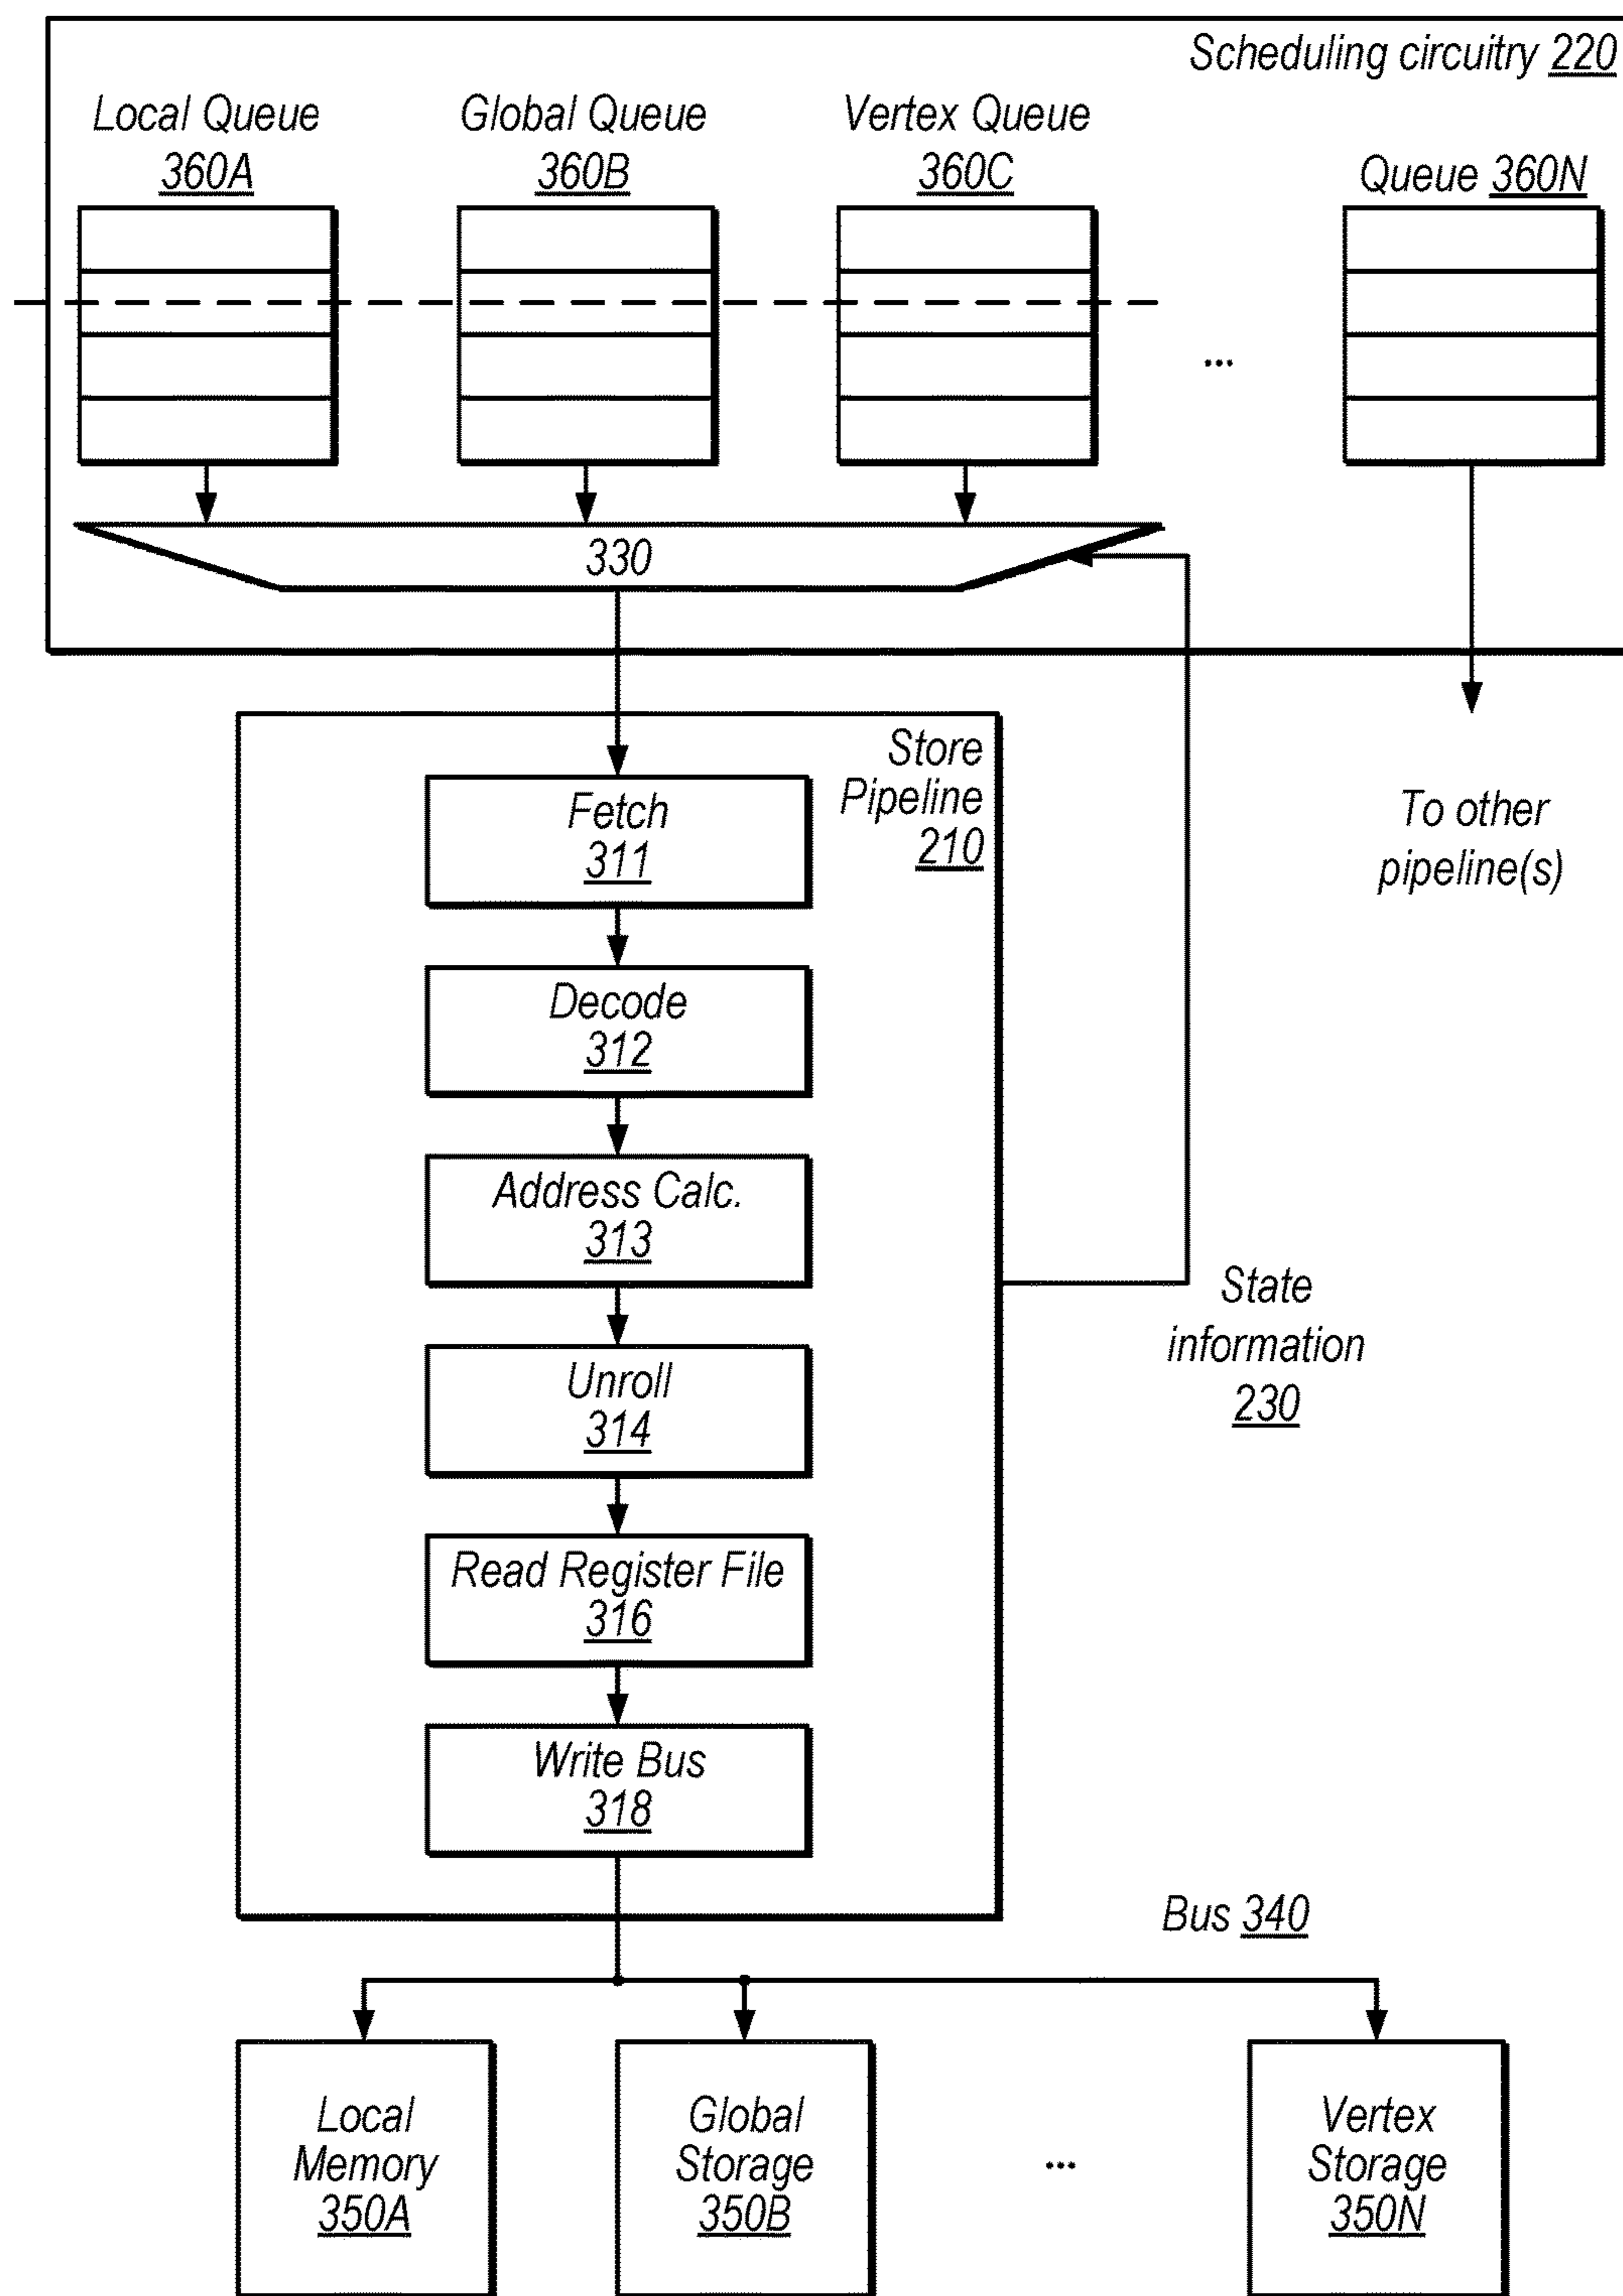 Scheduling circuitry 220
Local Queue
360A
Global Queue
360B
Vertex Queue
360C
Queue 360N
...
330
Store
Pipeline
210
Fetch
311
Decode
312
Address Calc.
313
Unroll
314
Read Register File
316
Write Bus
318
To other
pipeline(s)
State
information
230
Bus 340
Local
Memory
350A
Global
Storage
350B
...
Vertex
Storage
350N